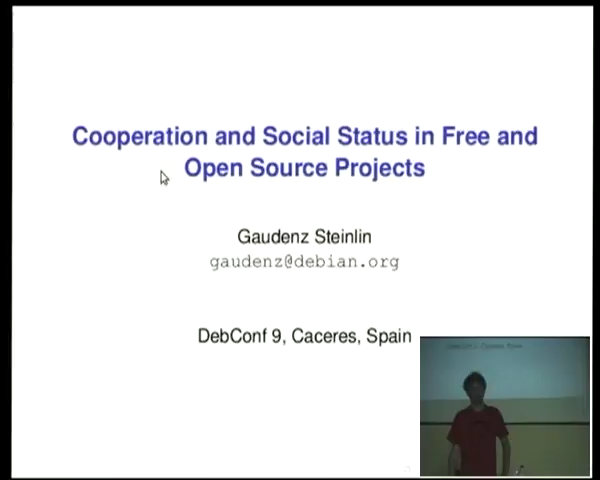 Cooperation and Social Status in Free and
Open Source Projects
Gaudenz Steinlin
gaudenz@debian.org
DebConf 9, Caceres, Spain